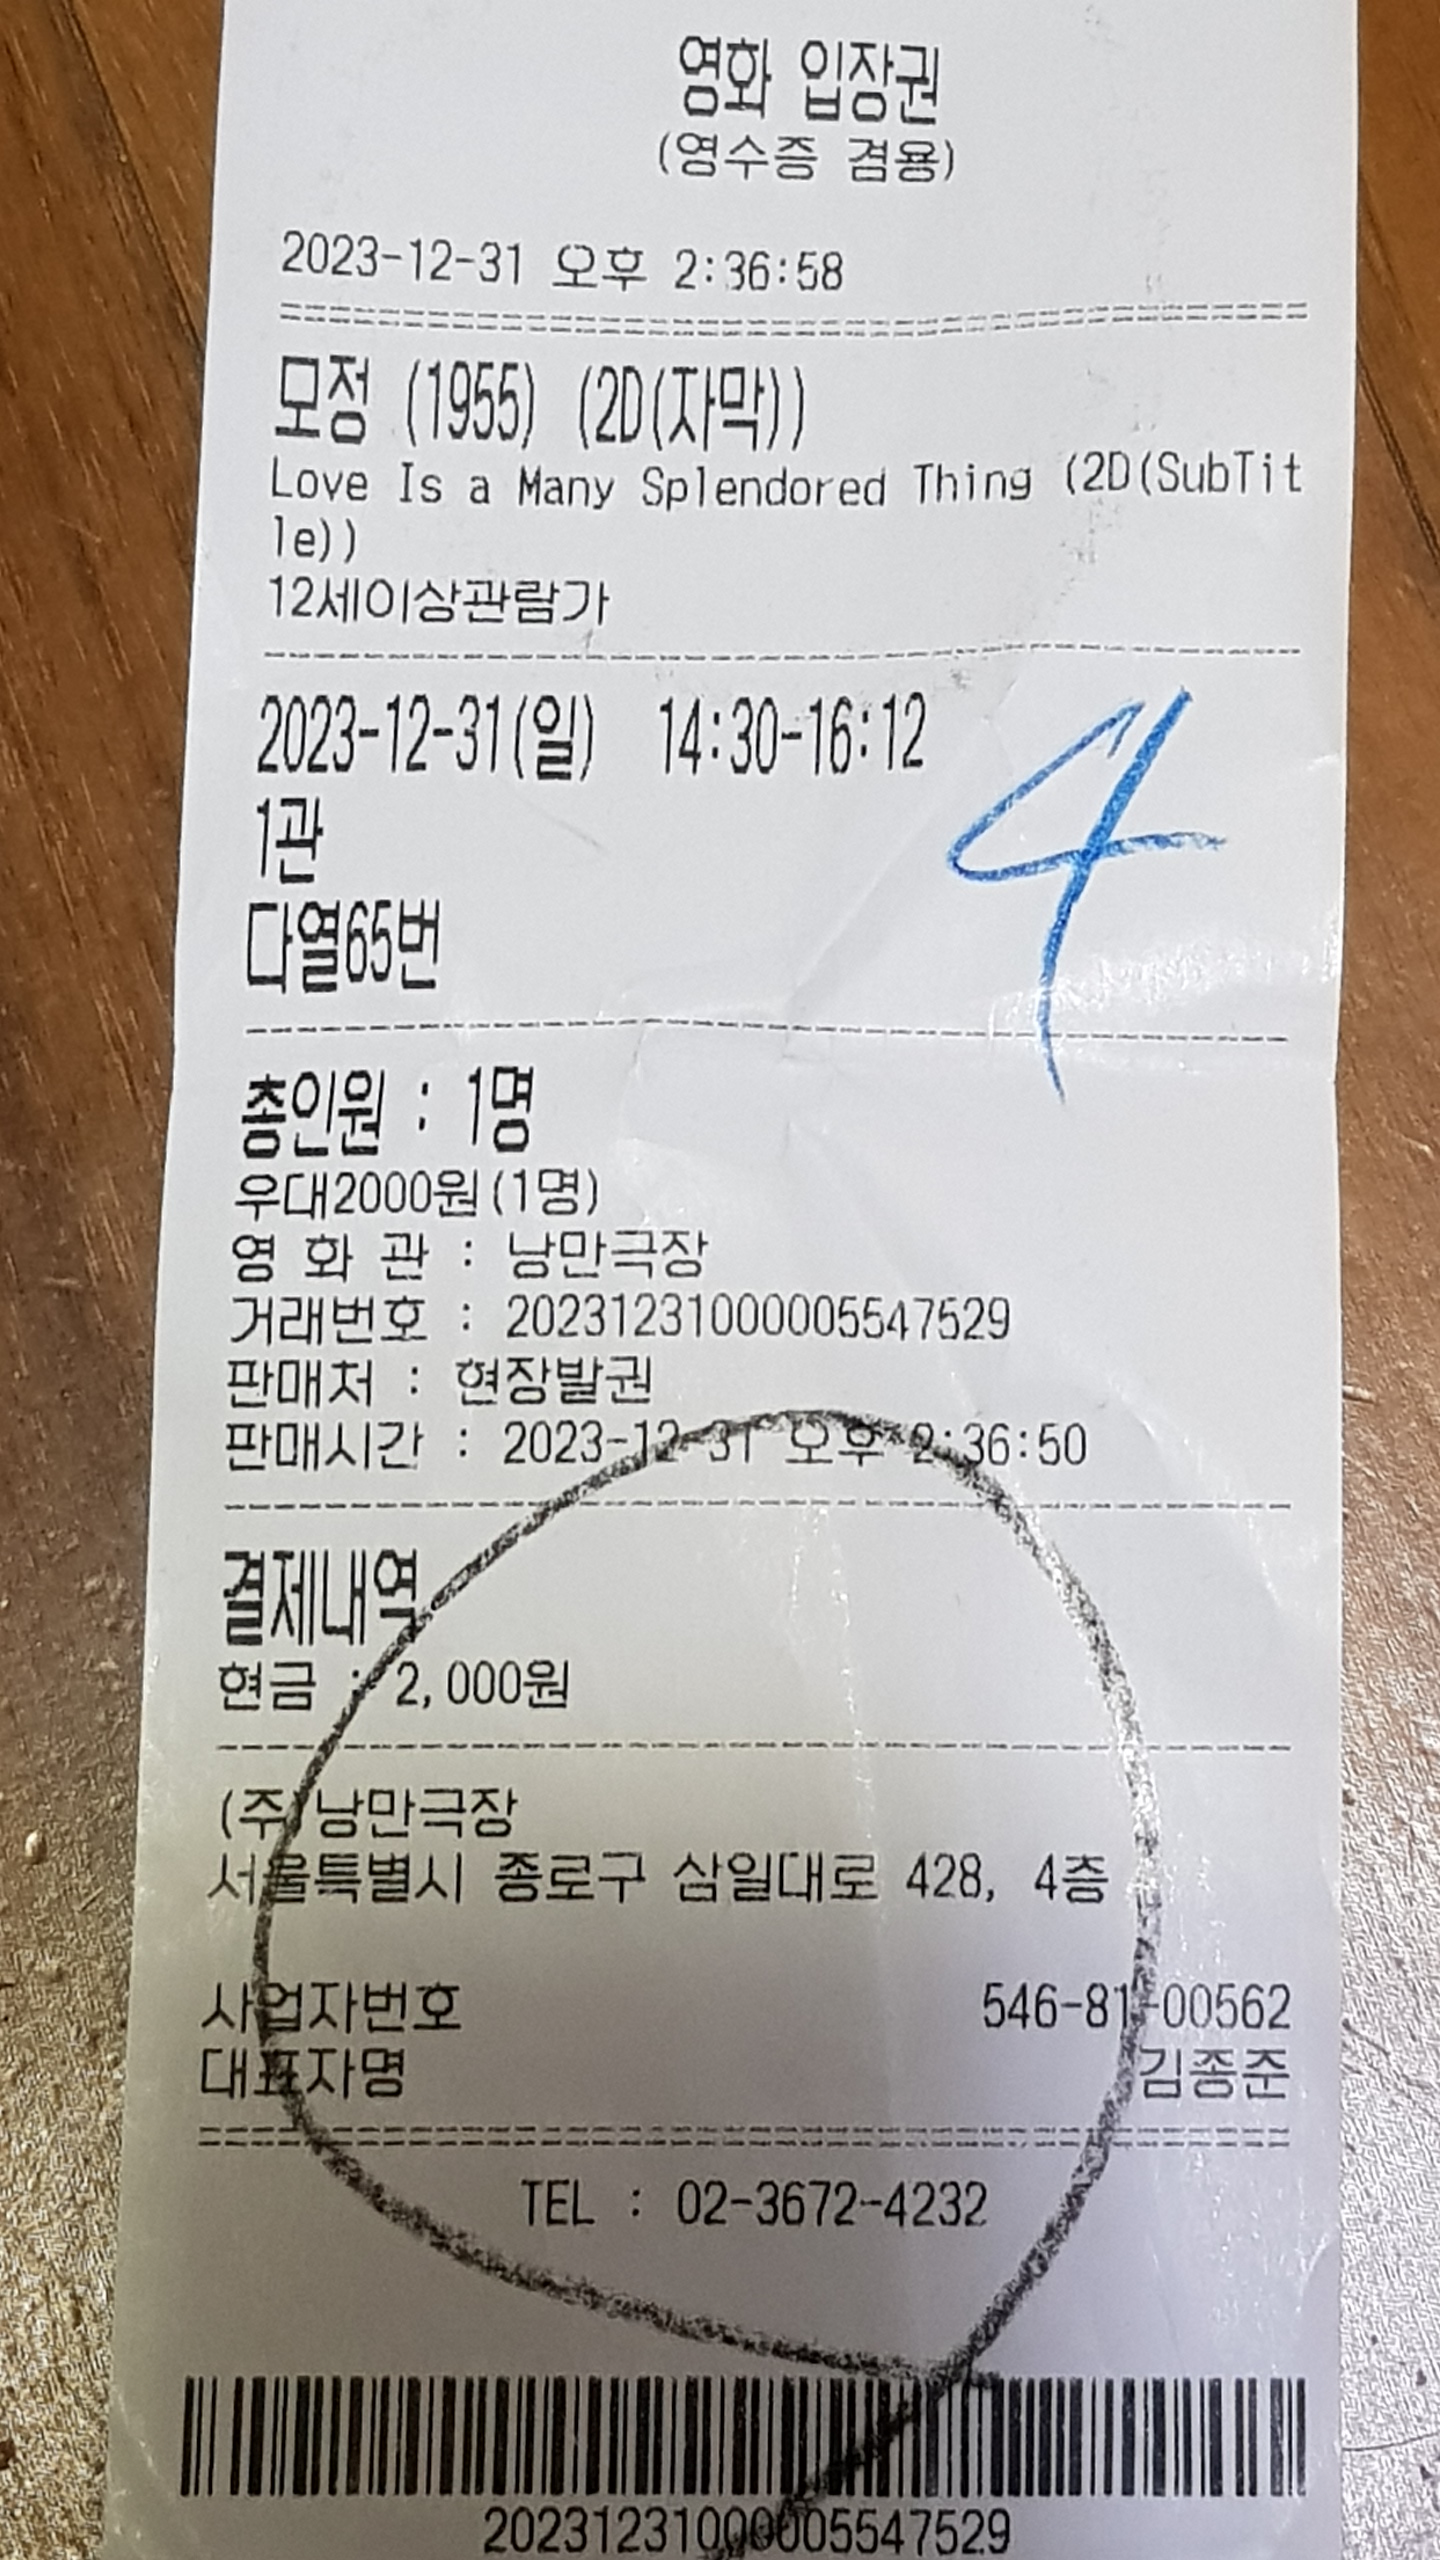 영화 입장권
(영수증 겸용)
2023-12-31 오후 2:36:58
모정 (1955) (2D(자막))
Love Is a Many Splendored Thing (2D(SubTit
le))
12세이상관람가
2023-12-31(일) 14:30-16:12
1관
다열65번
4
총인원 : 1명
우대2000원(1명)
영 화 관 : 낭만극장
거래번호 : 20231231000005547529
판매처 : 현장발권
판매시간 : 2023-12-31 오후 2:36:50
결제내역
현금 : 2,000원
(주)낭만극장
서울특별시 종로구 삼일대로 428, 4층
사업자번호 546-81-00562
대표자명 김종준
TEL : 02-3672-4232
20231231000005547529